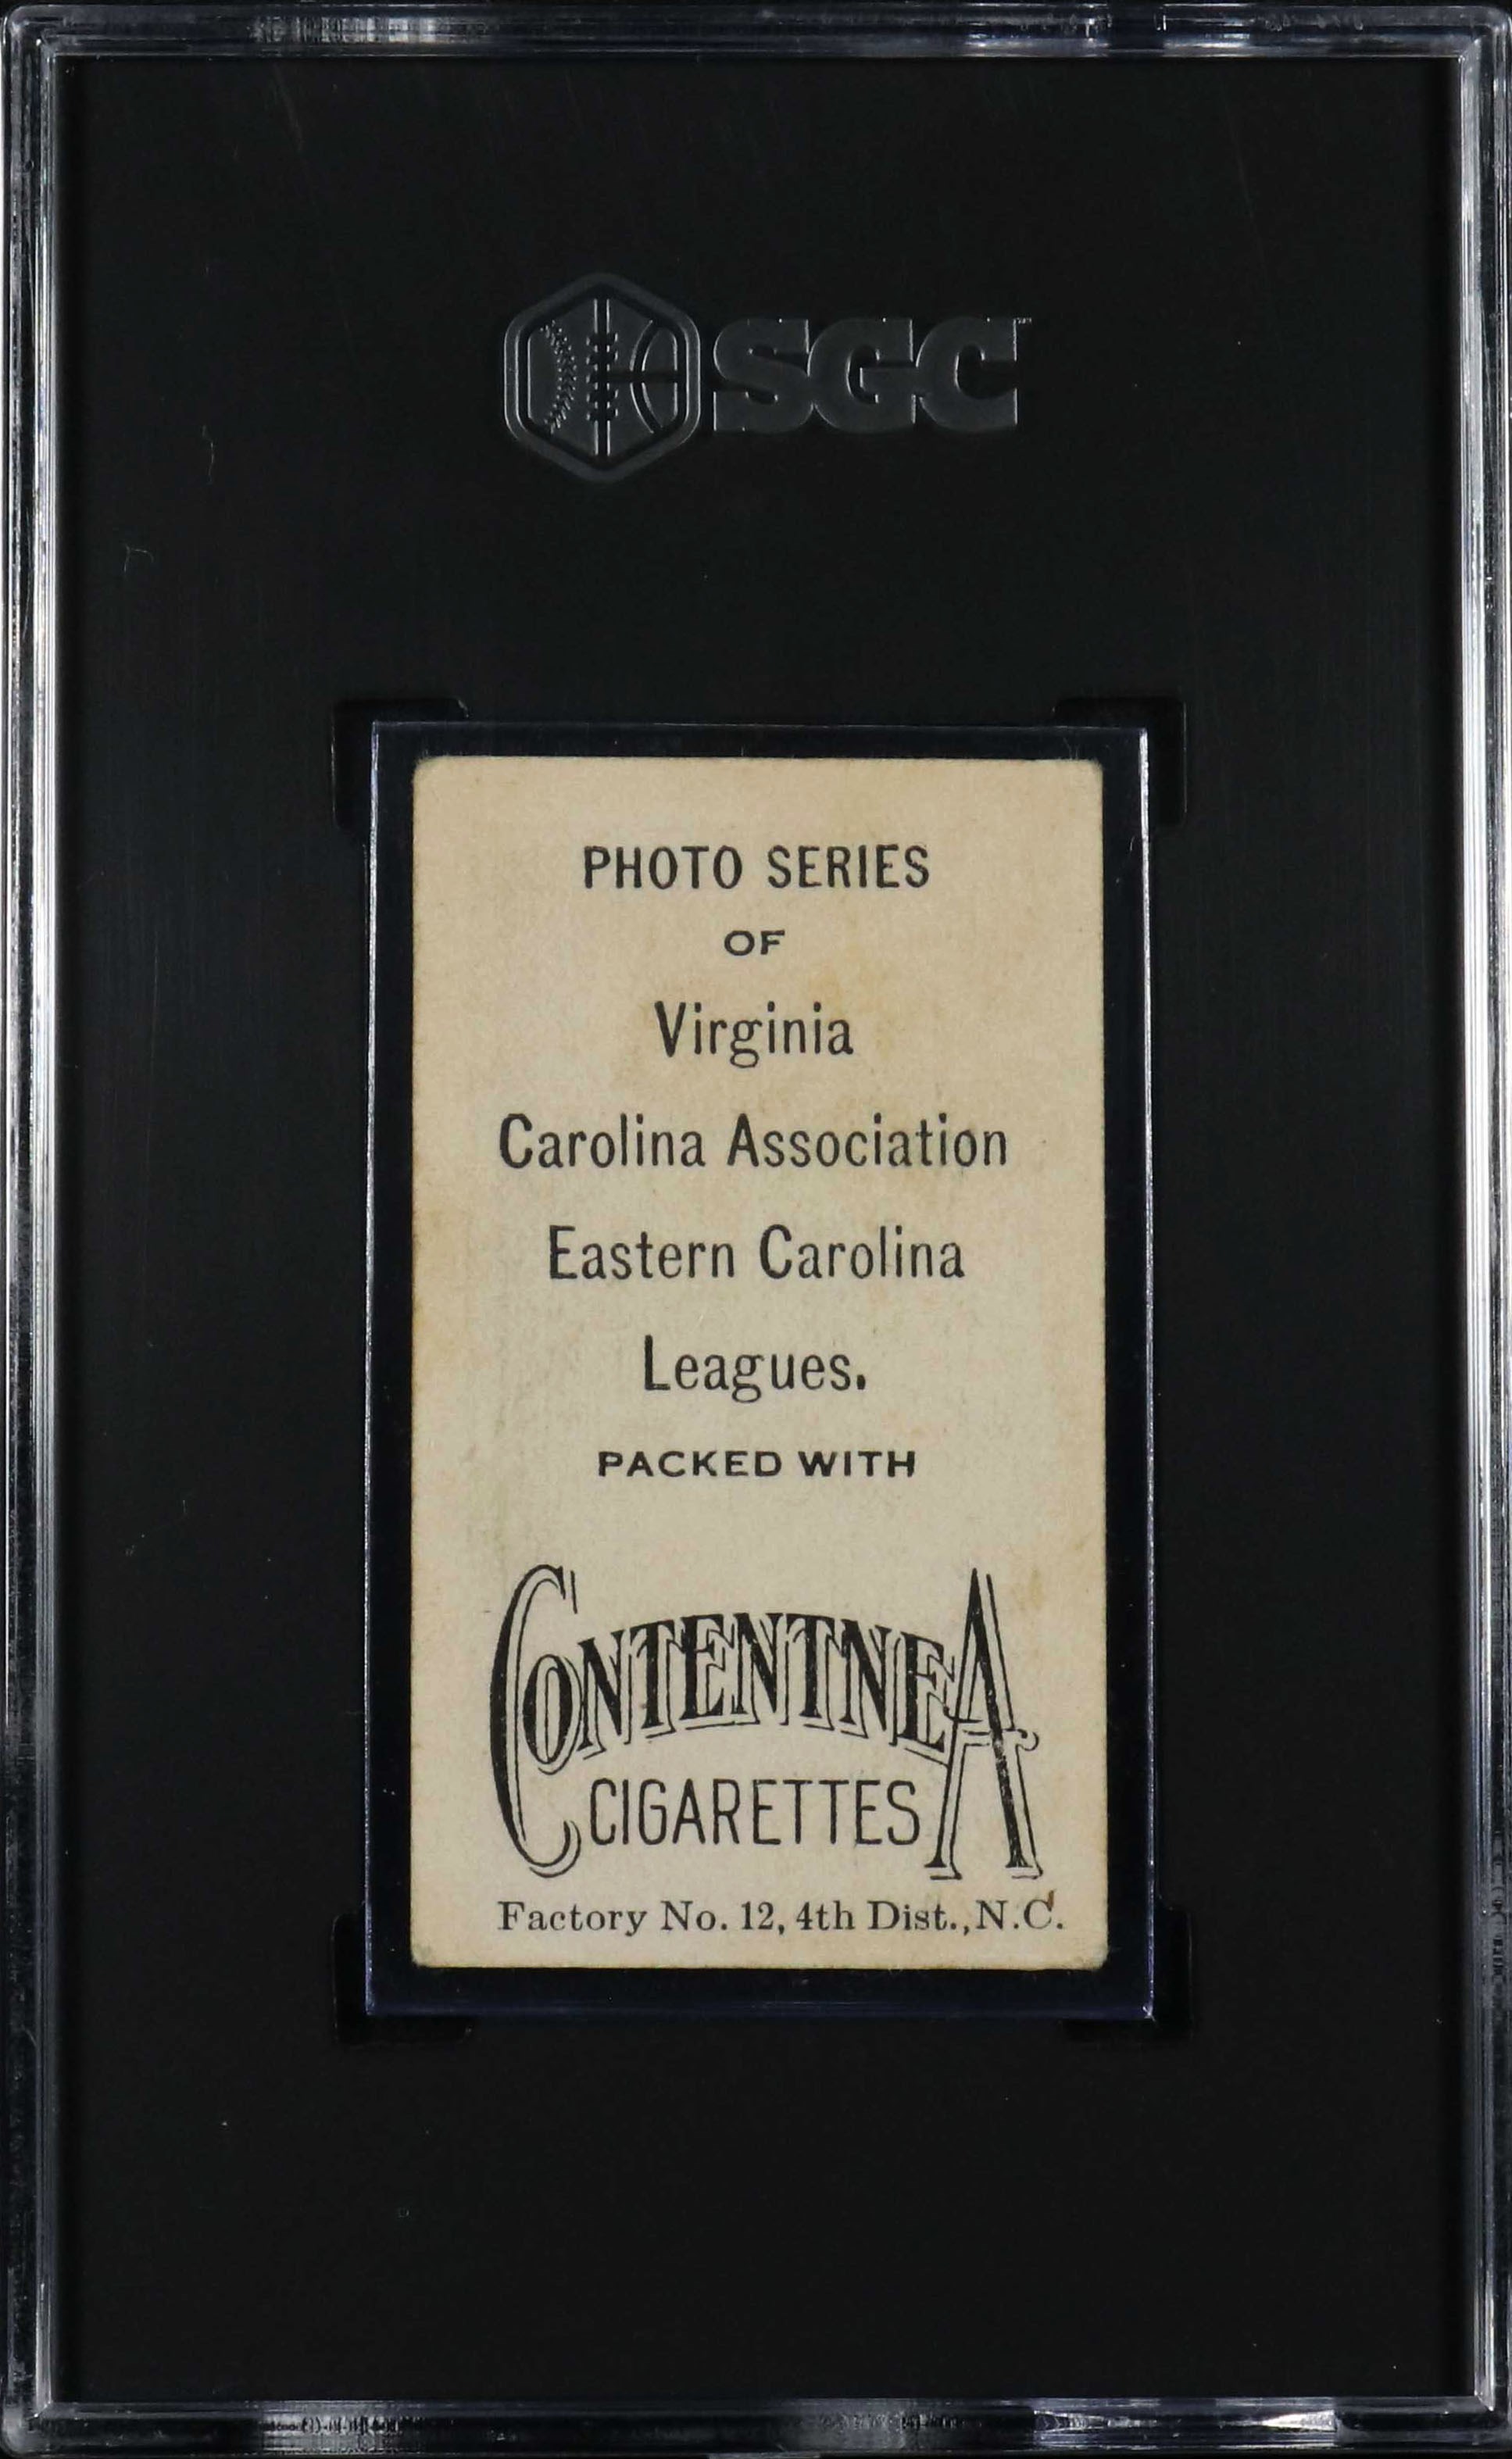 SGC
PHOTO SERIES
OF
Virginia
Carolina Association
Eastern Carolina
Leagues.
PACKED WITH
CONTENTNEA
CIGARETTES
Factory No. 12, 4th Dist., N.C.